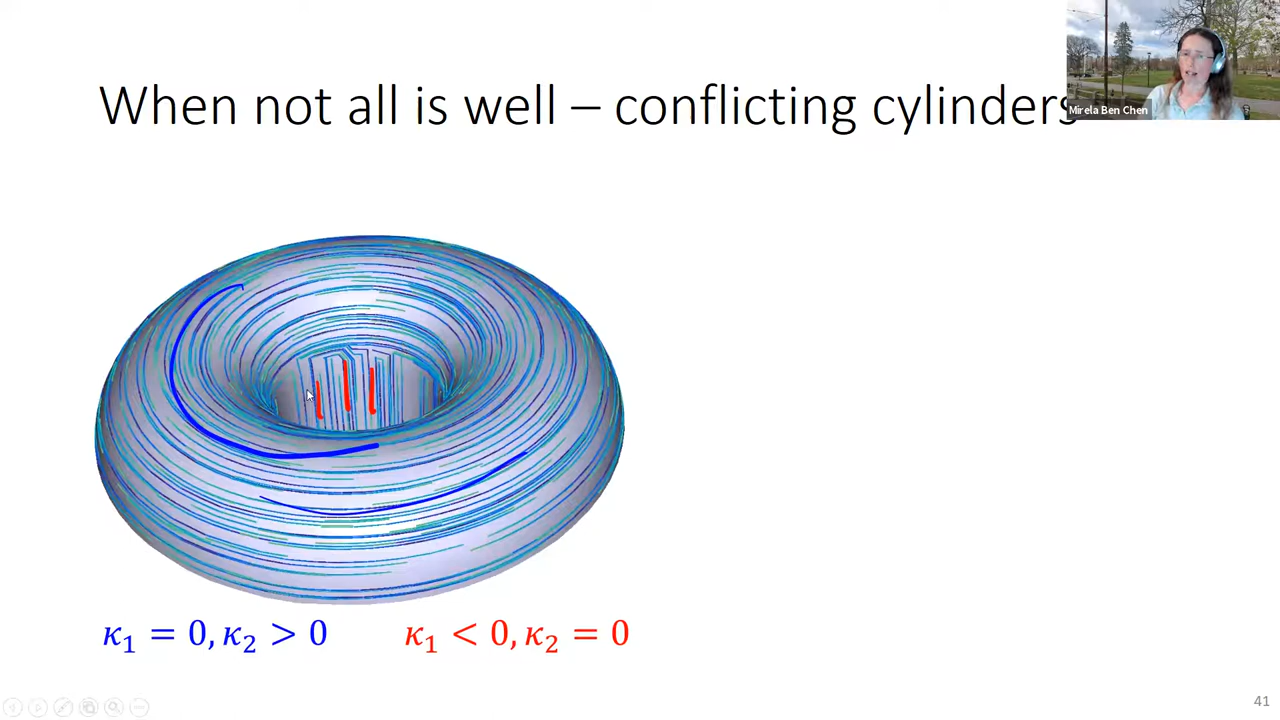 When not all is well – conflicting cylinders
Mirela Ben Chen
κ₁ = 0, κ₂ > 0
κ₁ < 0, κ₂ = 0
41